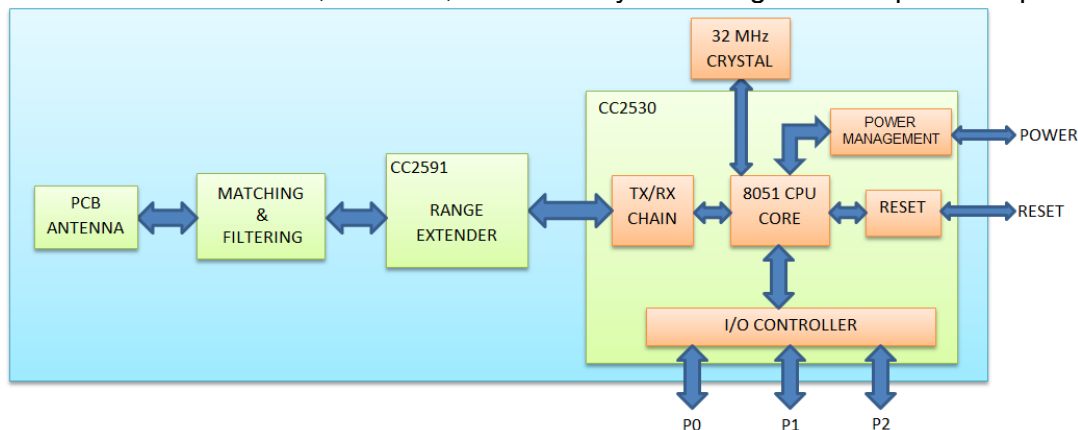 32 MHz
CRYSTAL
CC2530
POWER
MANAGEMENT
POWER
CC2591
PCB
ANTENNA
MATCHING
&
FILTERING
RANGE
EXTENDER
TX/RX
CHAIN
8051 CPU
CORE
RESET
RESET
I/O CONTROLLER
P0
P1
P2